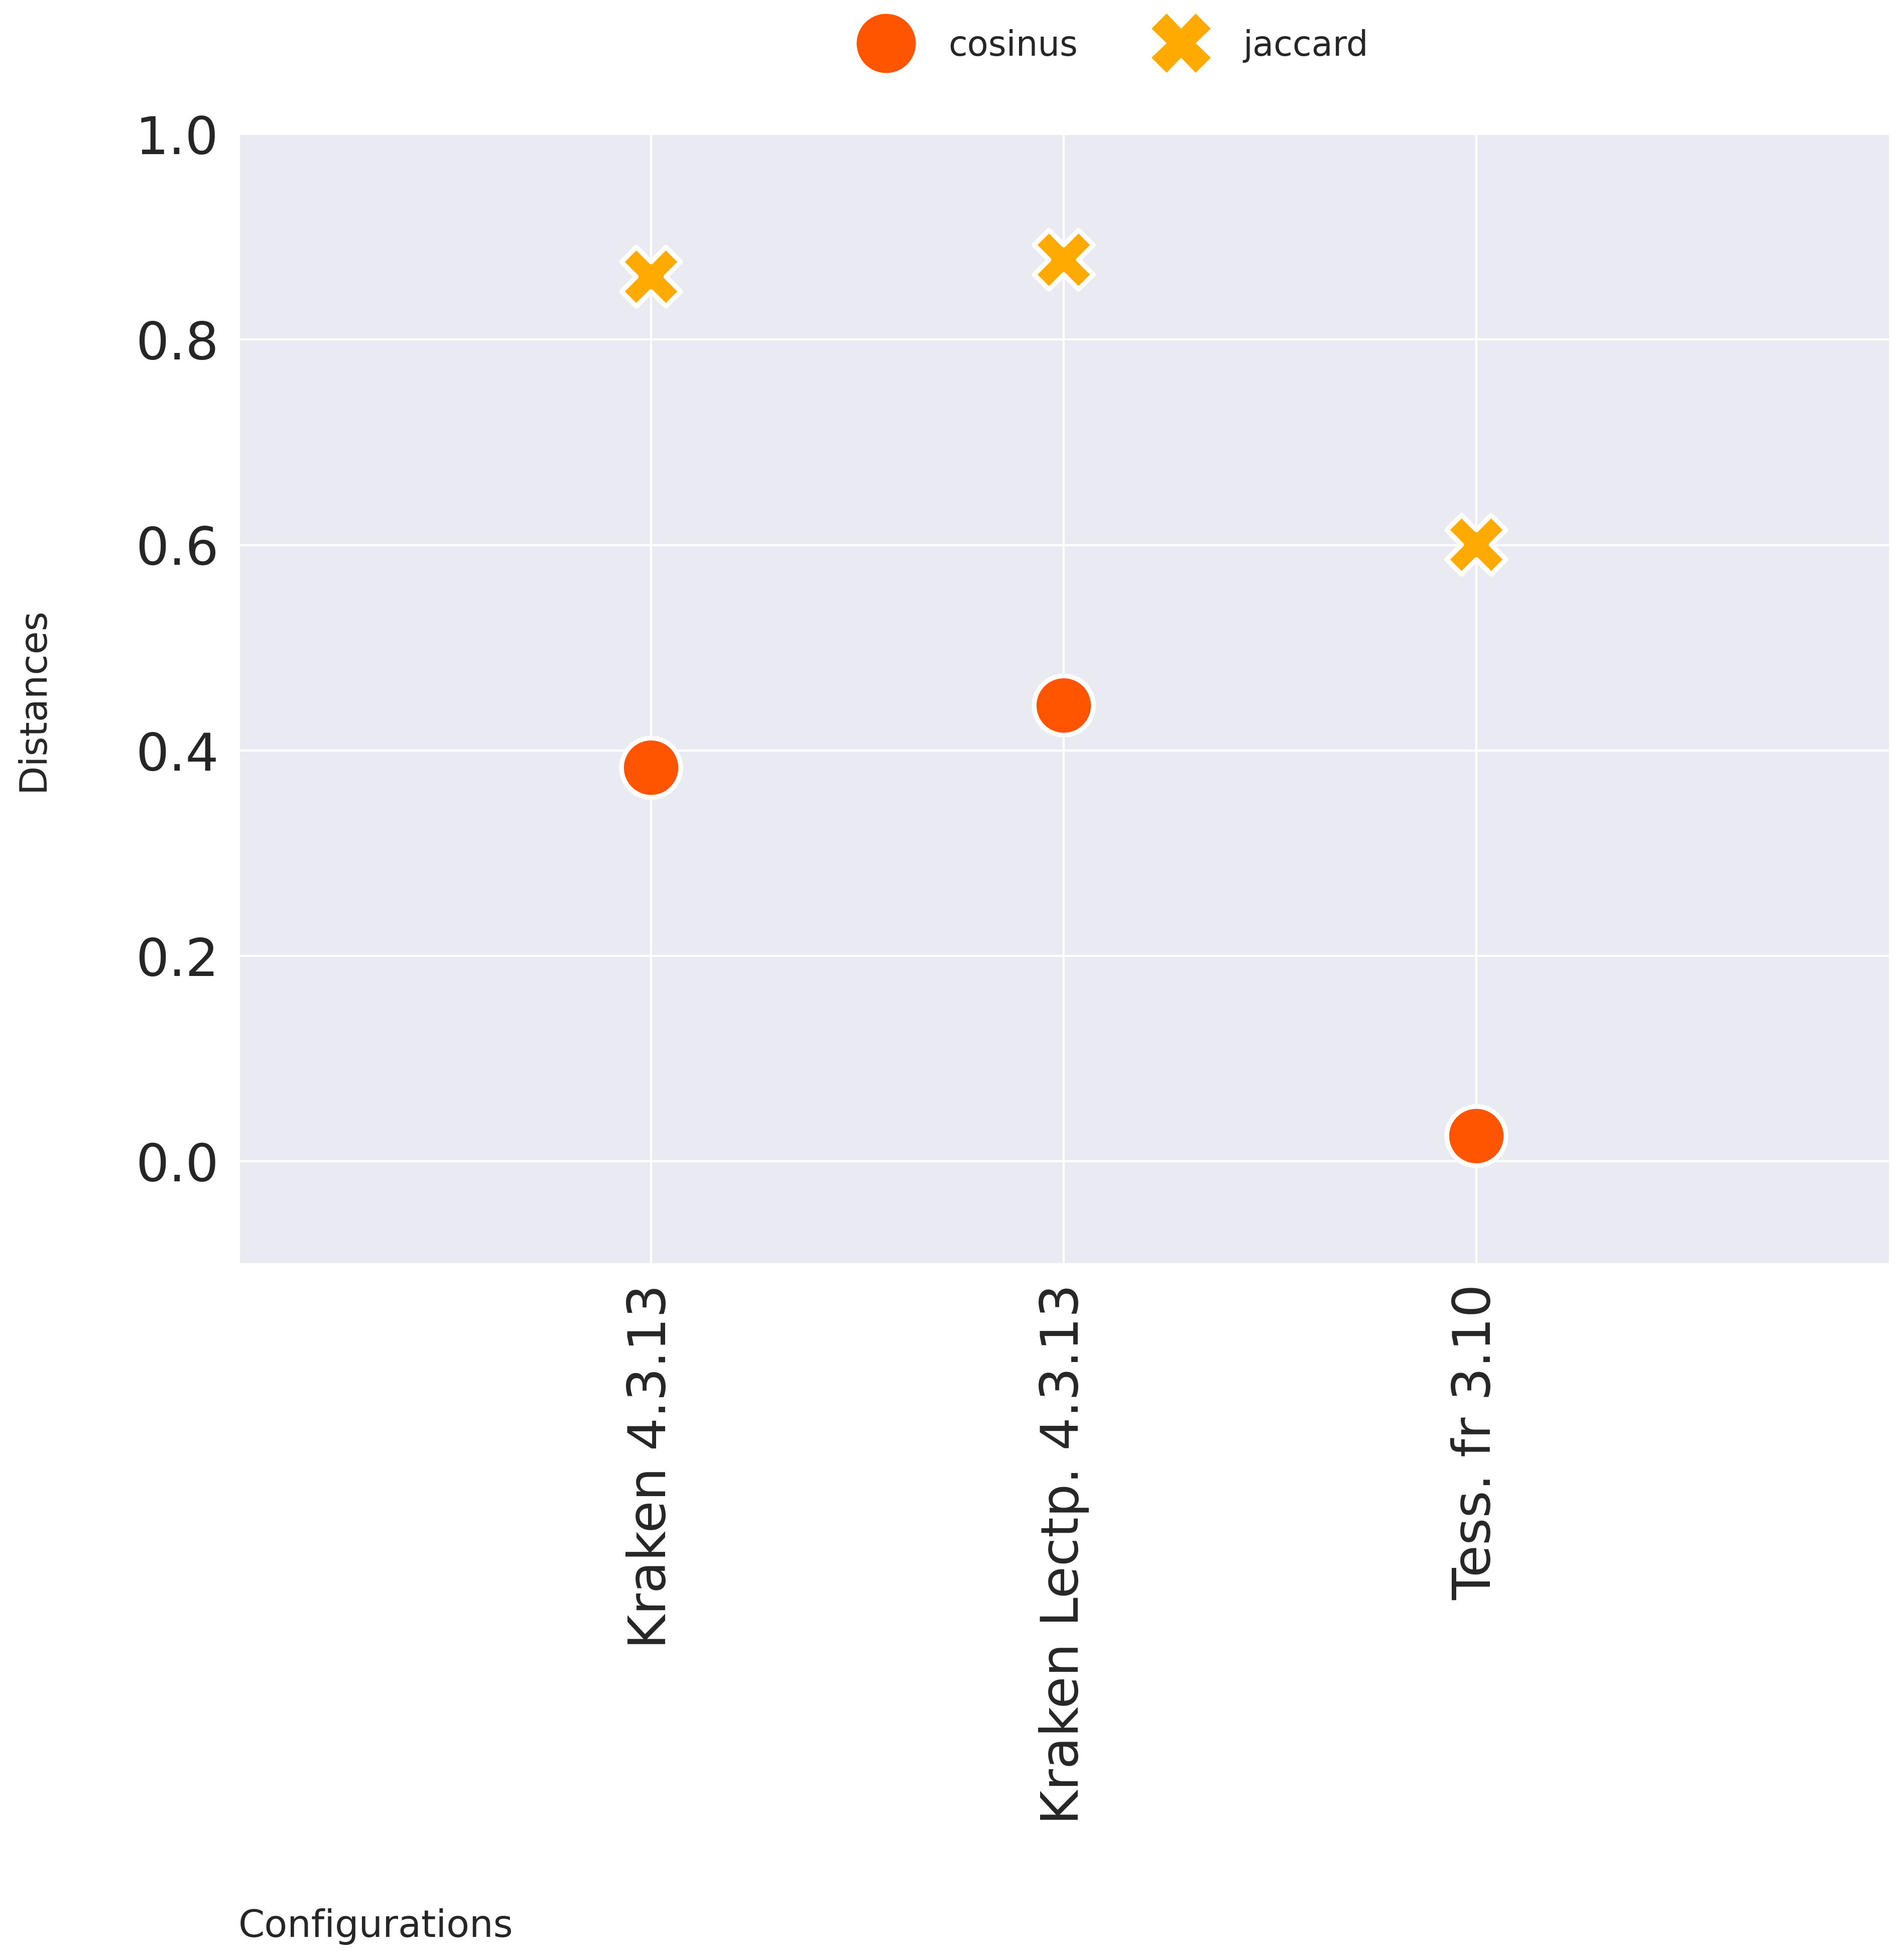 cosinus jaccard
1.0
0.8
0.6
0.4
0.2
0.0
Distances
Kraken 4.3.13
Kraken Lectp. 4.3.13
Tess. fr 3.10
Configurations